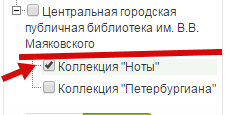 Центральная городская
публичная библиотека им. В.В.
Маяковского
Коллекция "Ноты"
Коллекция "Петербургиана"